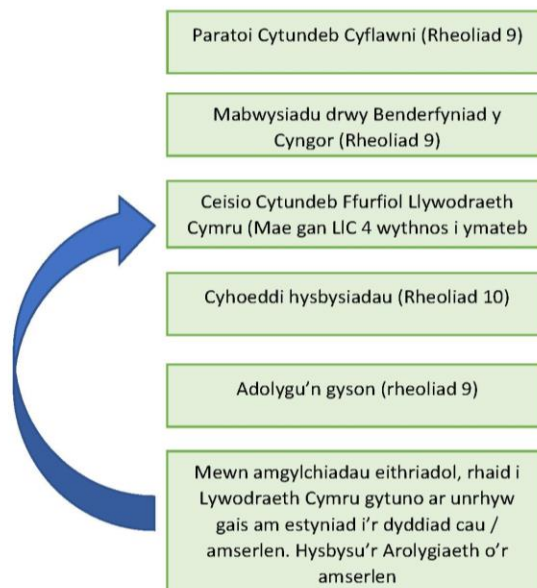 Paratoi Cytundeb Cyflawni (Rheoliad 9)
Mabwysiadu drwy Benderfyniad y
Cyngor (Rheoliad 9)
Ceisio Cytundeb Ffurfiol Llywodraeth
Cymru (Mae gan LlC 4 wythnos i ymateb
Cyhoeddi hysbysiadau (Rheoliad 10)
Adolygu’n gyson (rheoliad 9)
Mewn amgylchiadau eithriadol, rhaid i
Lywodraeth Cymru gytuno ar unrhyw
gais am estyniad i’r dyddiad cau /
amserlen. Hysbysu’r Arolygiaeth o’r
amserlen